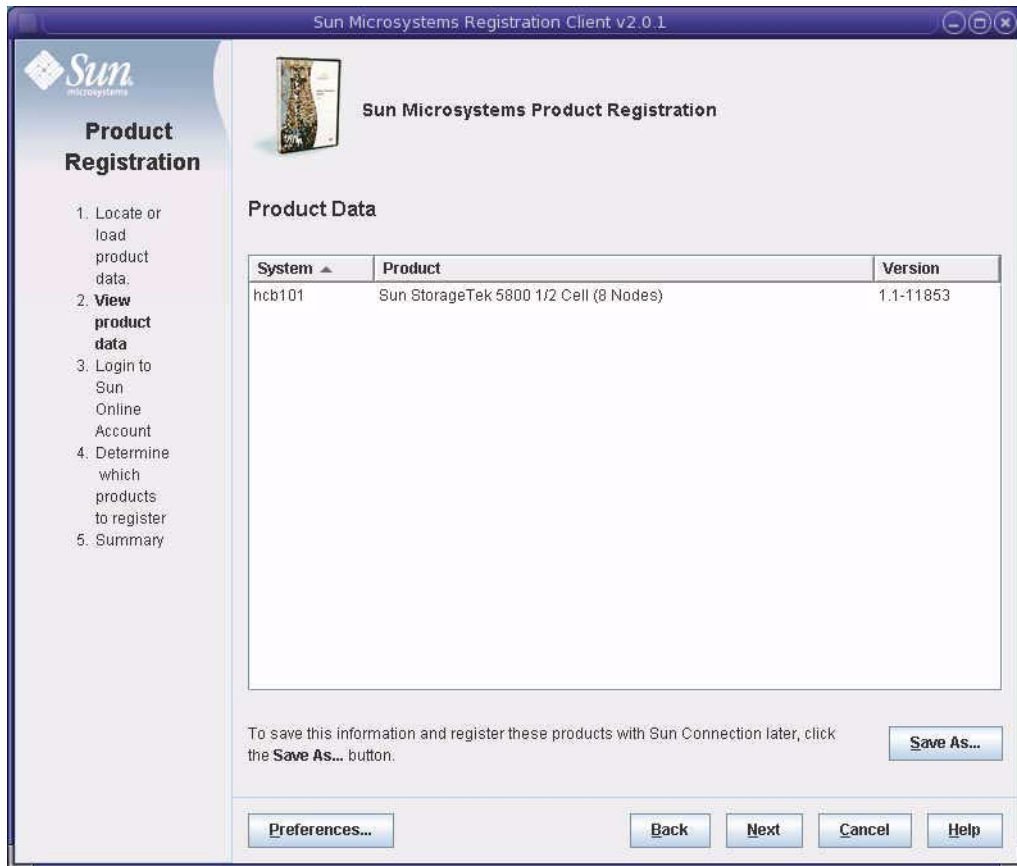 Sun Microsystems Registration Client v2.0.1
Sun
microsystems
Product
Registration
1. Locate or
load
product
data.
2. View
product
data
3. Login to
Sun
Online
Account
4. Determine
which
products
to register
5. Summary
Sun Microsystems Product Registration
Product Data
System Product Version
hcb101 Sun StorageTek 5800 1/2 Cell (8 Nodes) 1.1-11853
To save this information and register these products with Sun Connection later, click
the Save As... button.
Save As...
Preferences...
Back
Next
Cancel
Help